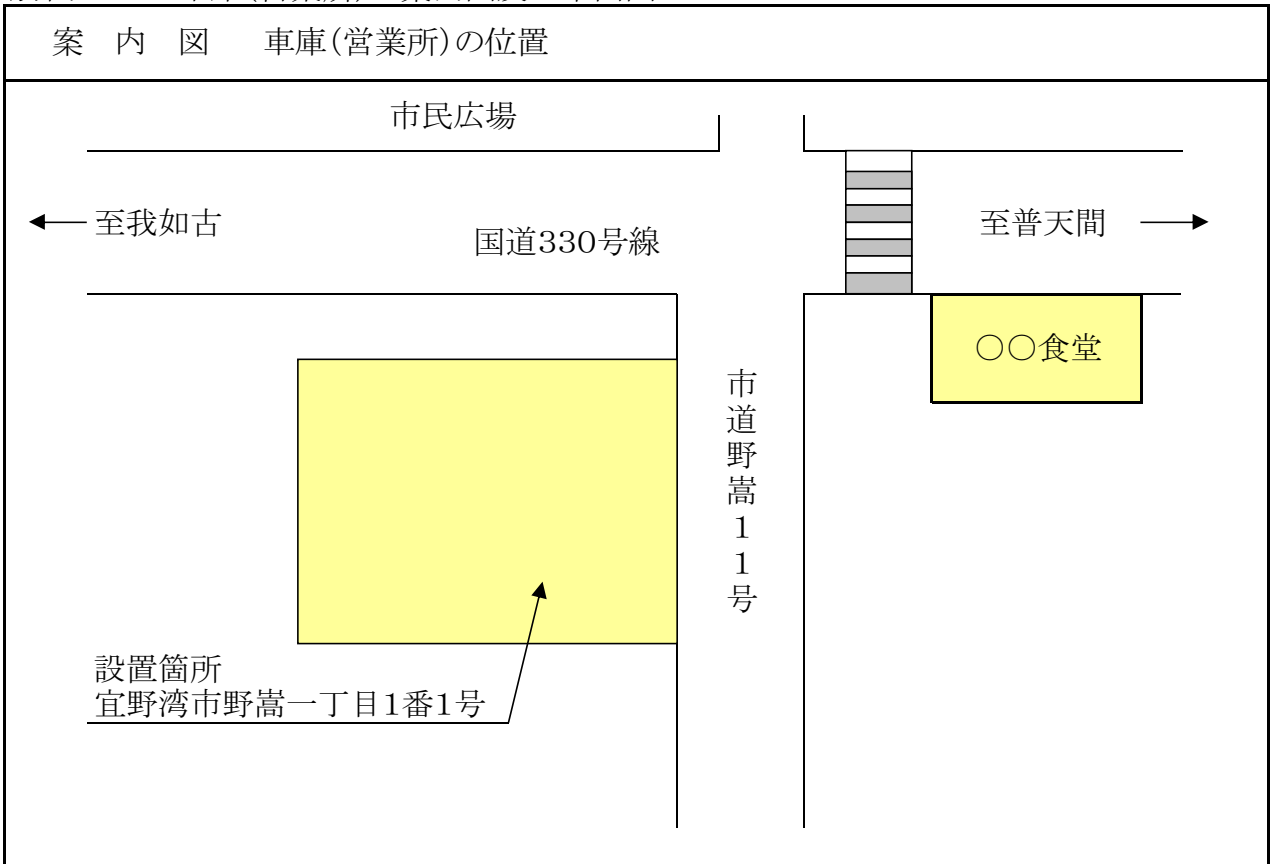 案　内　図　　車庫(営業所)の位置
市民広場
至我如古
国道330号線
至普天間
○○食堂
市道野嵩11号
設置箇所
宜野湾市野嵩一丁目1番1号